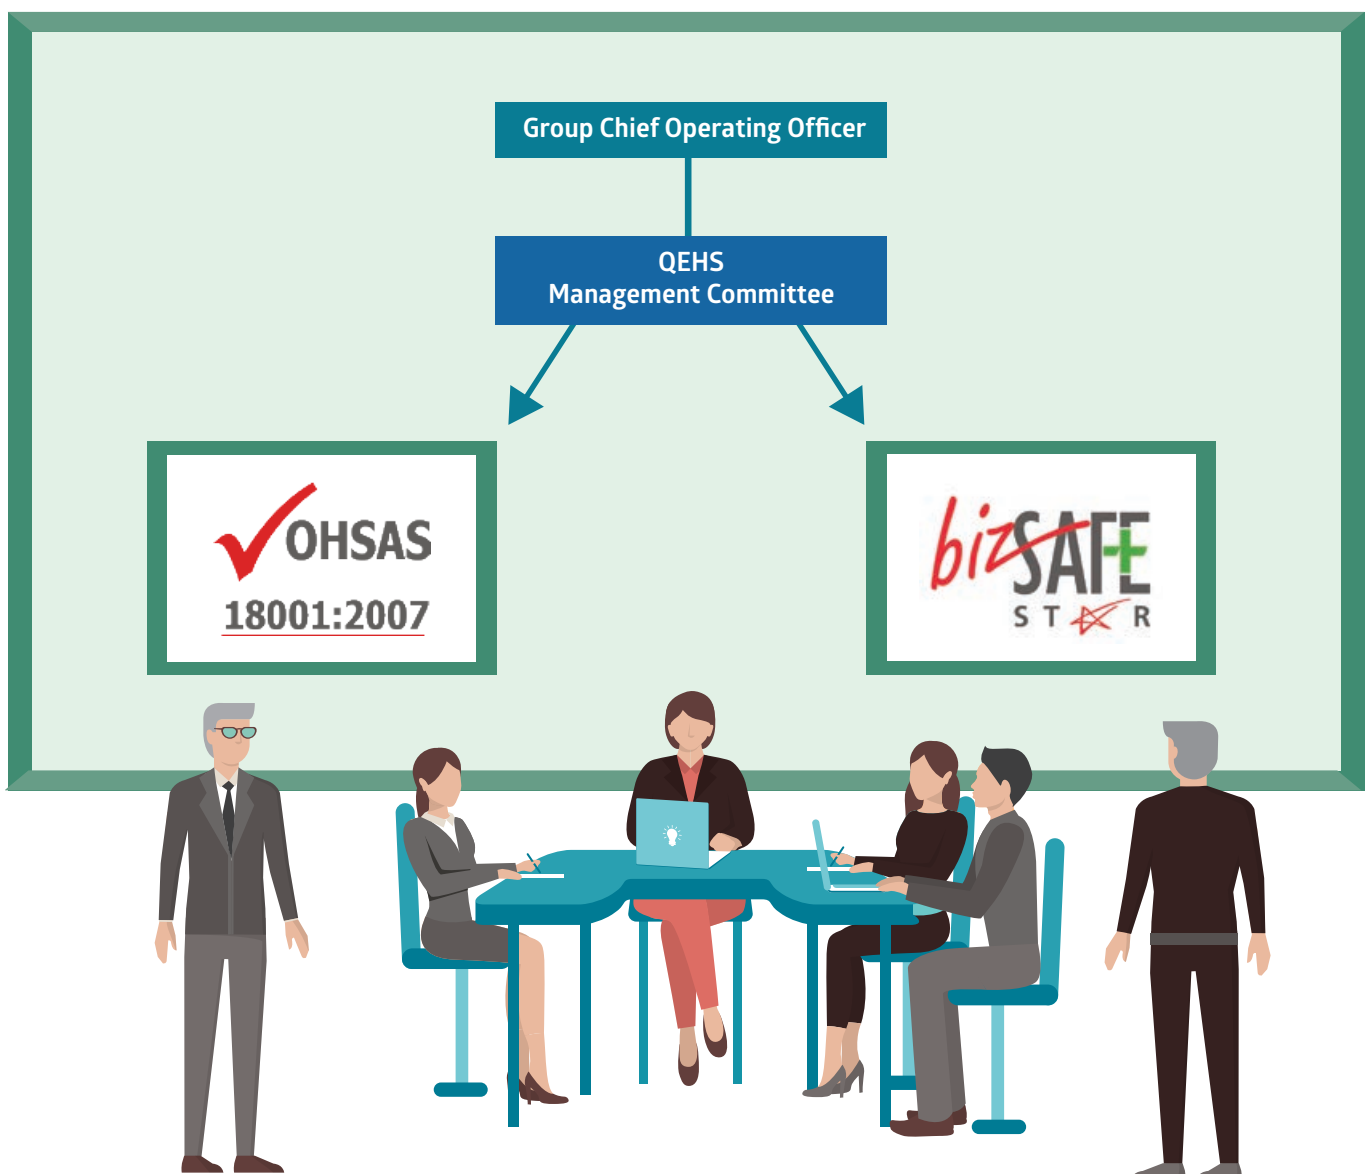 Group Chief Operating Officer
QEHS
Management Committee
OHSAS
18001:2007
bizSAFE
STAR